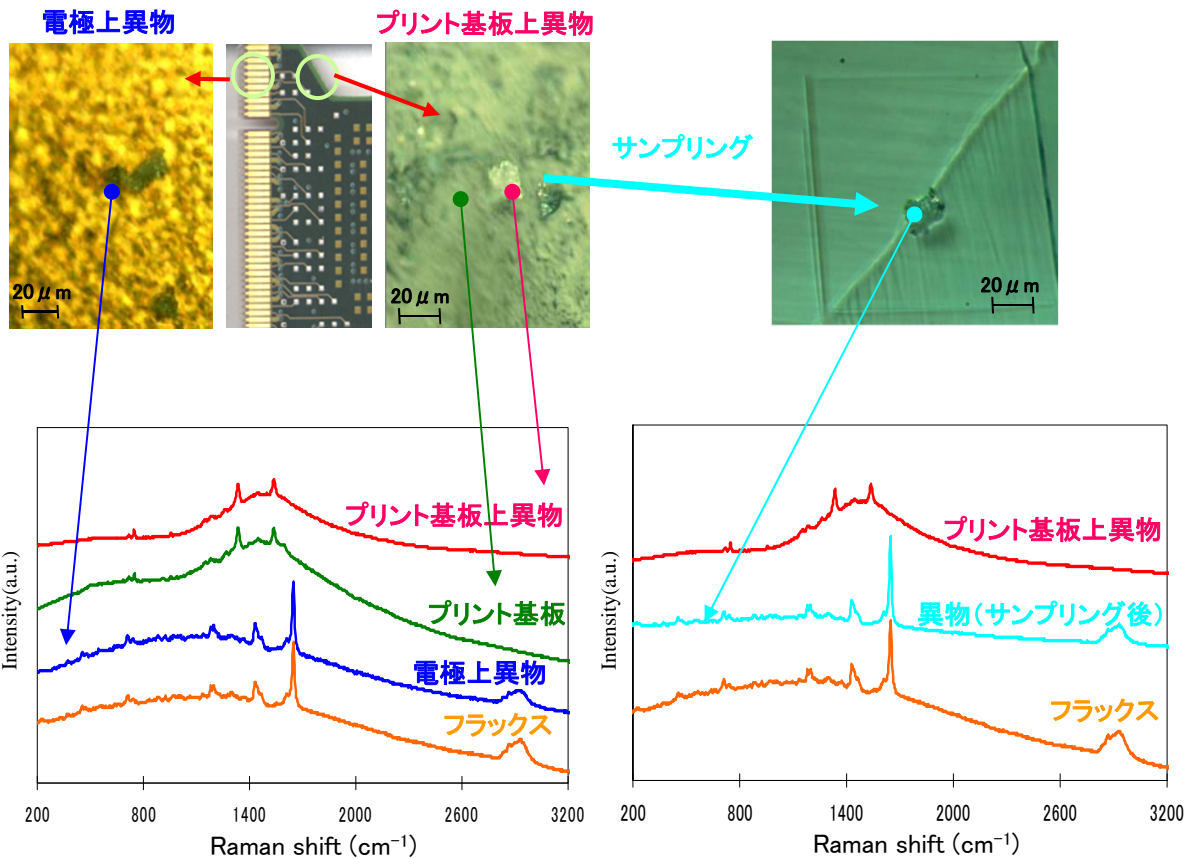 電極上異物
プリント基板上異物
サンプリング
20μm
20μm
20μm
Intensity(a.u.)
プリント基板上異物
プリント基板
電極上異物
フラックス
200 800 1400 2000 2600 3200
Raman shift (cm⁻¹)
Intensity(a.u.)
プリント基板上異物
異物(サンプリング後)
フラックス
200 800 1400 2000 2600 3200
Raman shift (cm⁻¹)